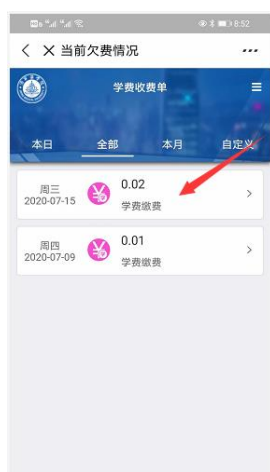 8:52
当前欠费情况
学费收费单
本日 全部 本月 自定义
周三
2020-07-15
0.02
学费缴费
周四
2020-07-09
0.01
学费缴费